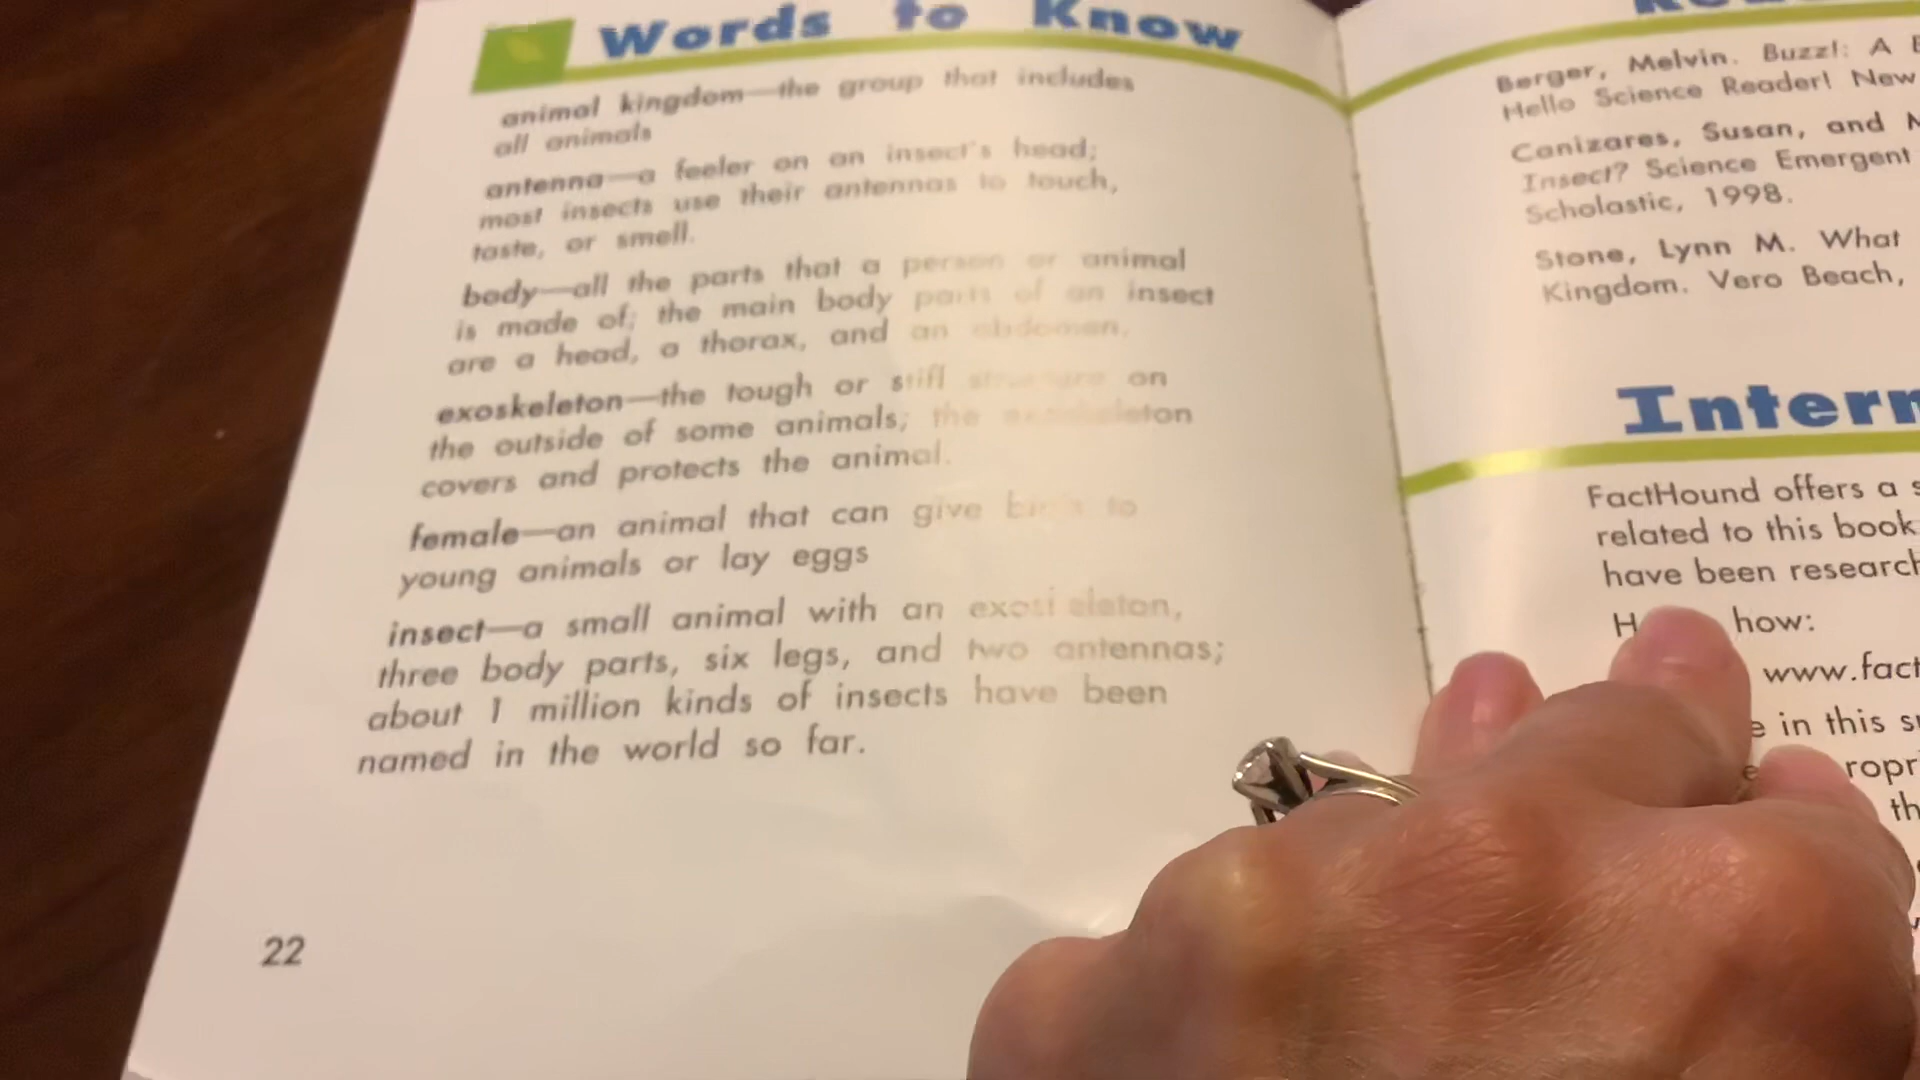 Words to Know
animal kingdom—the group that includes
all animals
antenna—a feeler on an insect's head;
most insects use their antennas to touch,
taste, or smell.
body—all the parts that a person or animal
is made of; the main body parts of an insect
are a head, a thorax, and an abdomen.
exoskeleton—the tough or stiff structure on
the outside of some animals; the exoskeleton
covers and protects the animal.
female—an animal that can give birth to
young animals or lay eggs
insect—a small animal with an exoskeleton,
three body parts, six legs, and two antennas;
about 1 million kinds of insects have been
named in the world so far.
22
Berger, Melvin. Buzz!: A
Hello Science Reader! New
Canizares, Susan, and
Insect? Science Emergent
Scholastic, 1998.
Stone, Lynn M. What
Kingdom. Vero Beach,
FactHound offers a
related to this book
have been
how:
in this